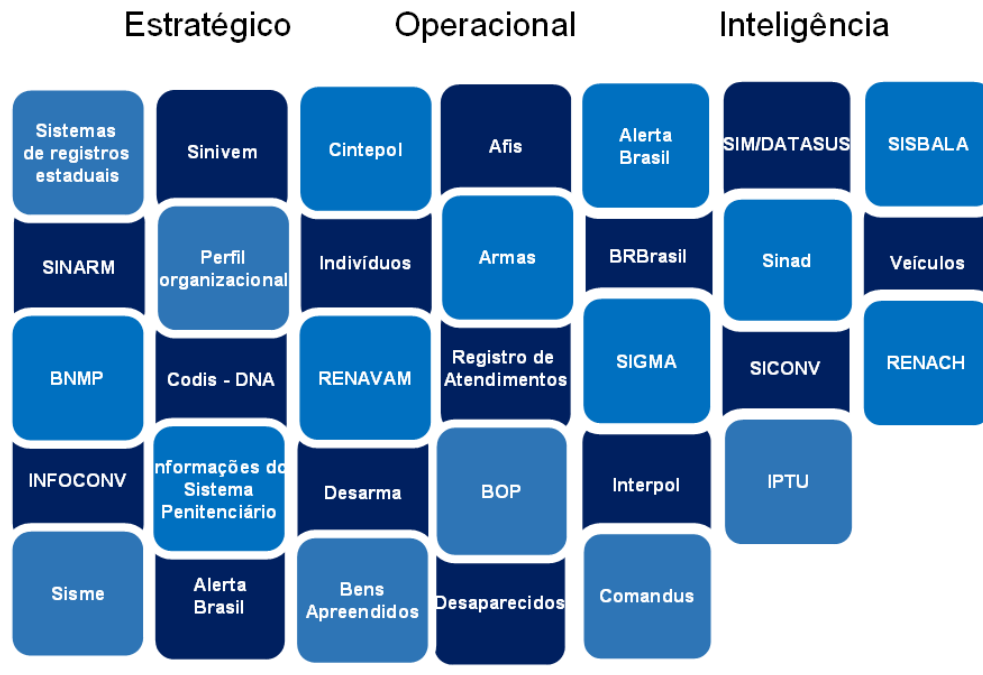 Estratégico Operacional Inteligência
Sistemas
de registros
estaduais
Sinivem
Cintepol
Afis
Alerta
Brasil
SIM/DATASUS
SISBALA
SINARM
Perfil
organizacional
Indivíduos
Armas
BRBrasil
Sinad
Veículos
BNMP
Codis - DNA
RENAVAM
Registro de
Atendimentos
SIGMA
SICONV
RENACH
INFOCONV
Informações do
Sistema
Penitenciário
Desarma
BOP
Interpol
IPTU
Sisme
Alerta
Brasil
Bens
Apreendidos
Desaparecidos
Comandus